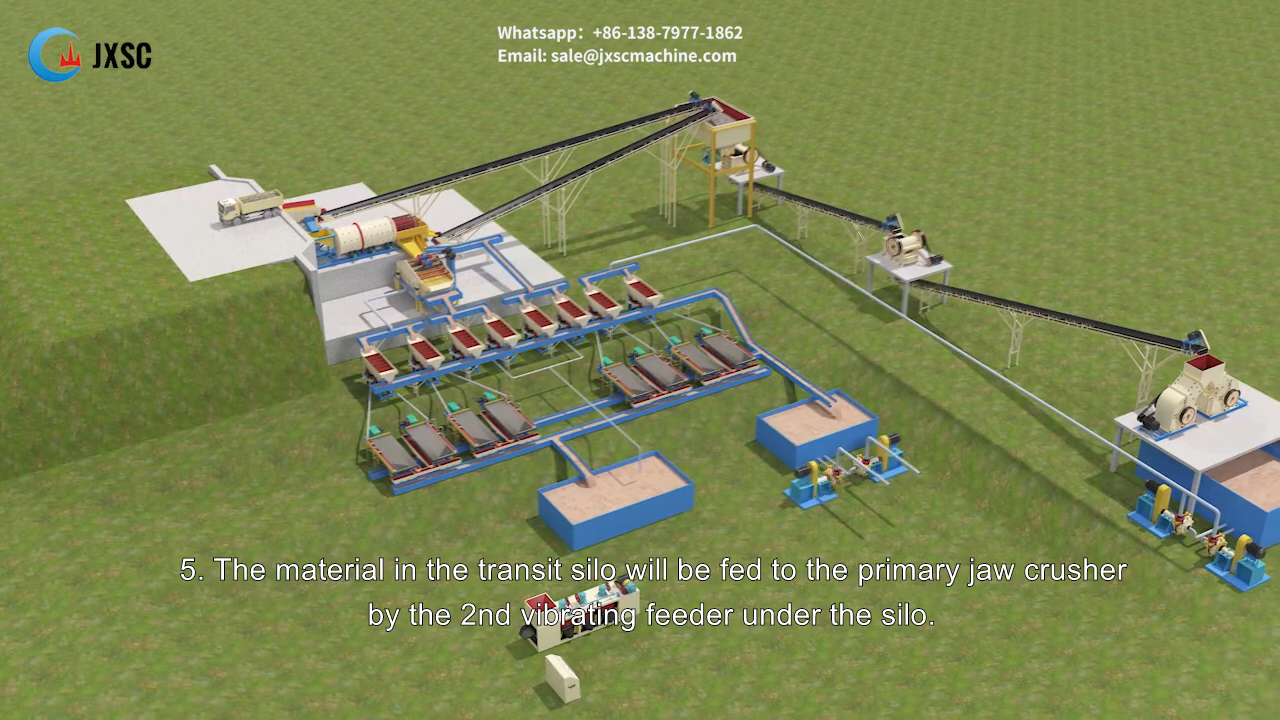 JXSC
Whatsapp: +86-138-7977-1862
Email: sale@jxscmachine.com
5. The material in the transit silo will be fed to the primary jaw crusher
by the 2nd vibrating feeder under the silo.